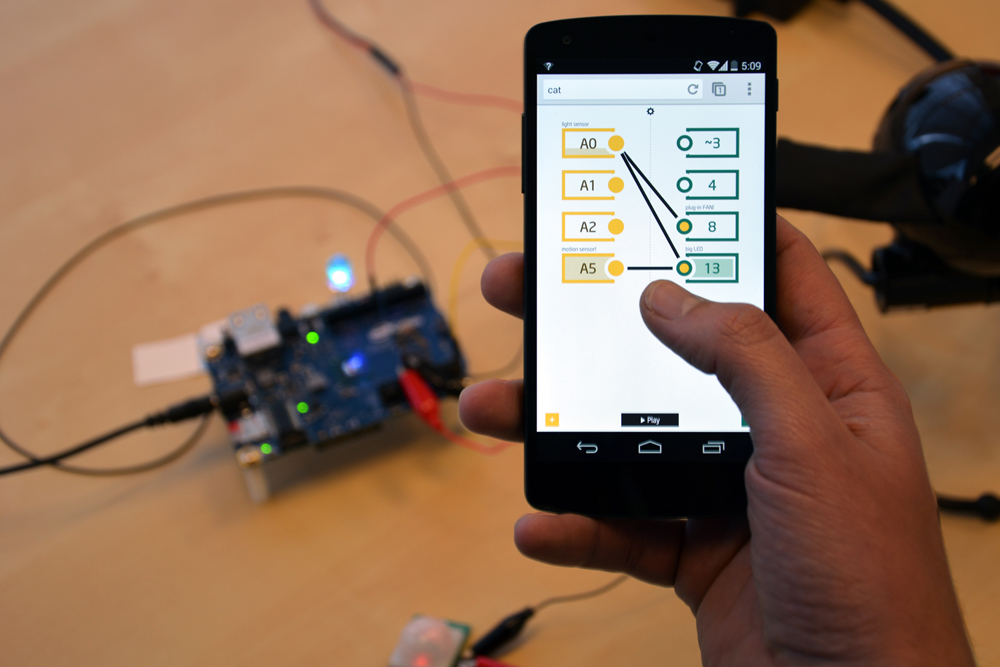 5:09
cat
1
light sensor
A0
~3
A1
4
plug-in FAN!
A2
8
motion sensor!
big LED
A5
13
+
Play